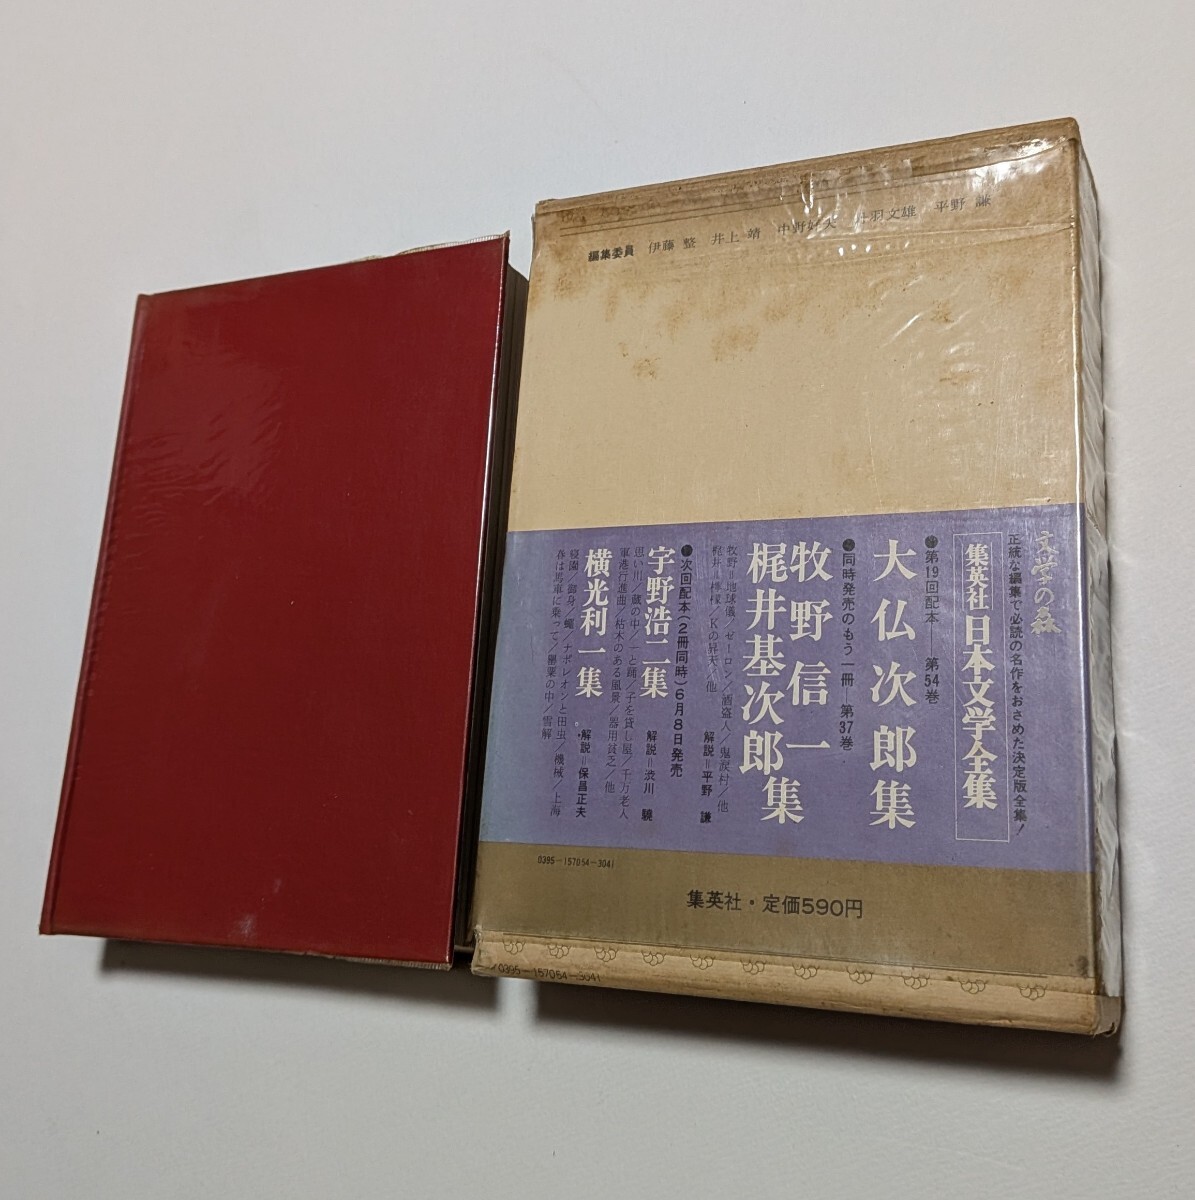 編集委員 伊藤 整 井上 靖 中野好夫 丹羽文雄 平野 謙
文学の森
正統な編集で必読の名作をおさめた決定版全集！
集英社 日本文学全集
第19回配本——第54巻
大仏次郎集
●同時発売のもう一冊—第37巻
牧野信一
梶井基次郎集
牧野＝地球儀／ゼーロン／酒盗人／鬼涙村／他
梶井＝檸檬／Kの昇天／他
解説＝平野 謙
●次回配本(2冊同時)6月8日発売
宇野浩二集 解説＝渋川 驍
思い川／蔵の中／一と踊／子を貸し屋／千万老人
軍港行進曲／枯木のある風景／器用貧乏／他
横光利一集 解説＝保昌正夫
寝園／御身／蠅／ナポレオンと田虫／機械／上海
春は馬車に乗って／罌粟の中／雪解
0395-157054-3041
集英社・定価590円
0395-157054-3041